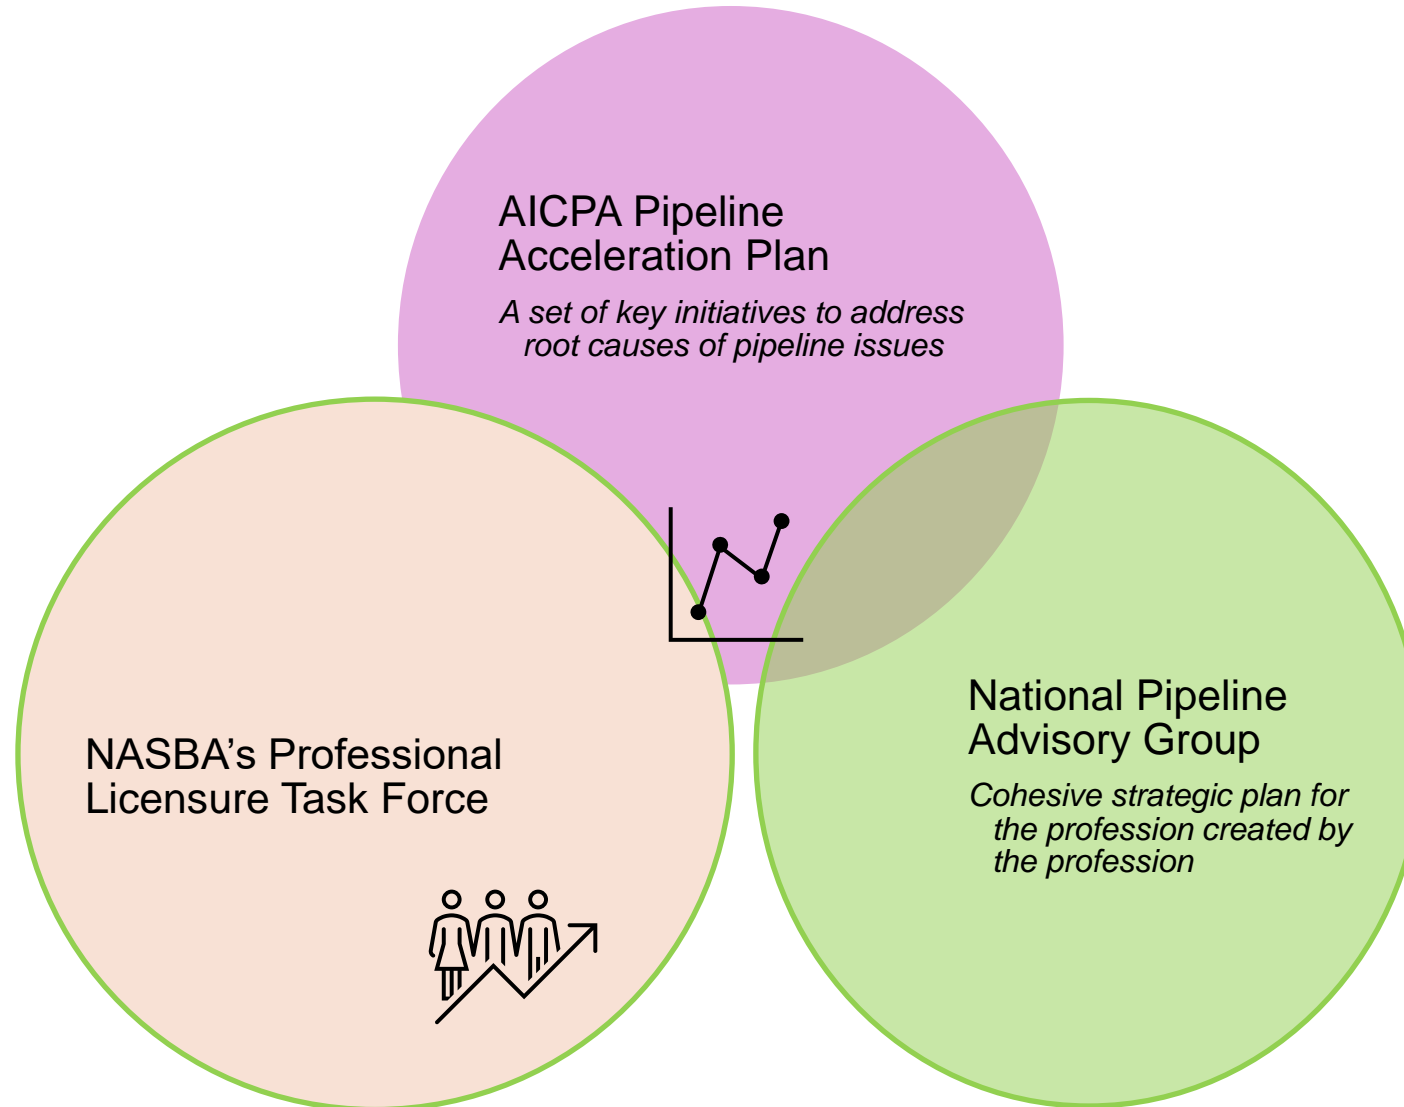 AICPA Pipeline
Acceleration Plan
A set of key initiatives to address
root causes of pipeline issues
NASBA’s Professional
Licensure Task Force
National Pipeline
Advisory Group
Cohesive strategic plan for
the profession created by
the profession